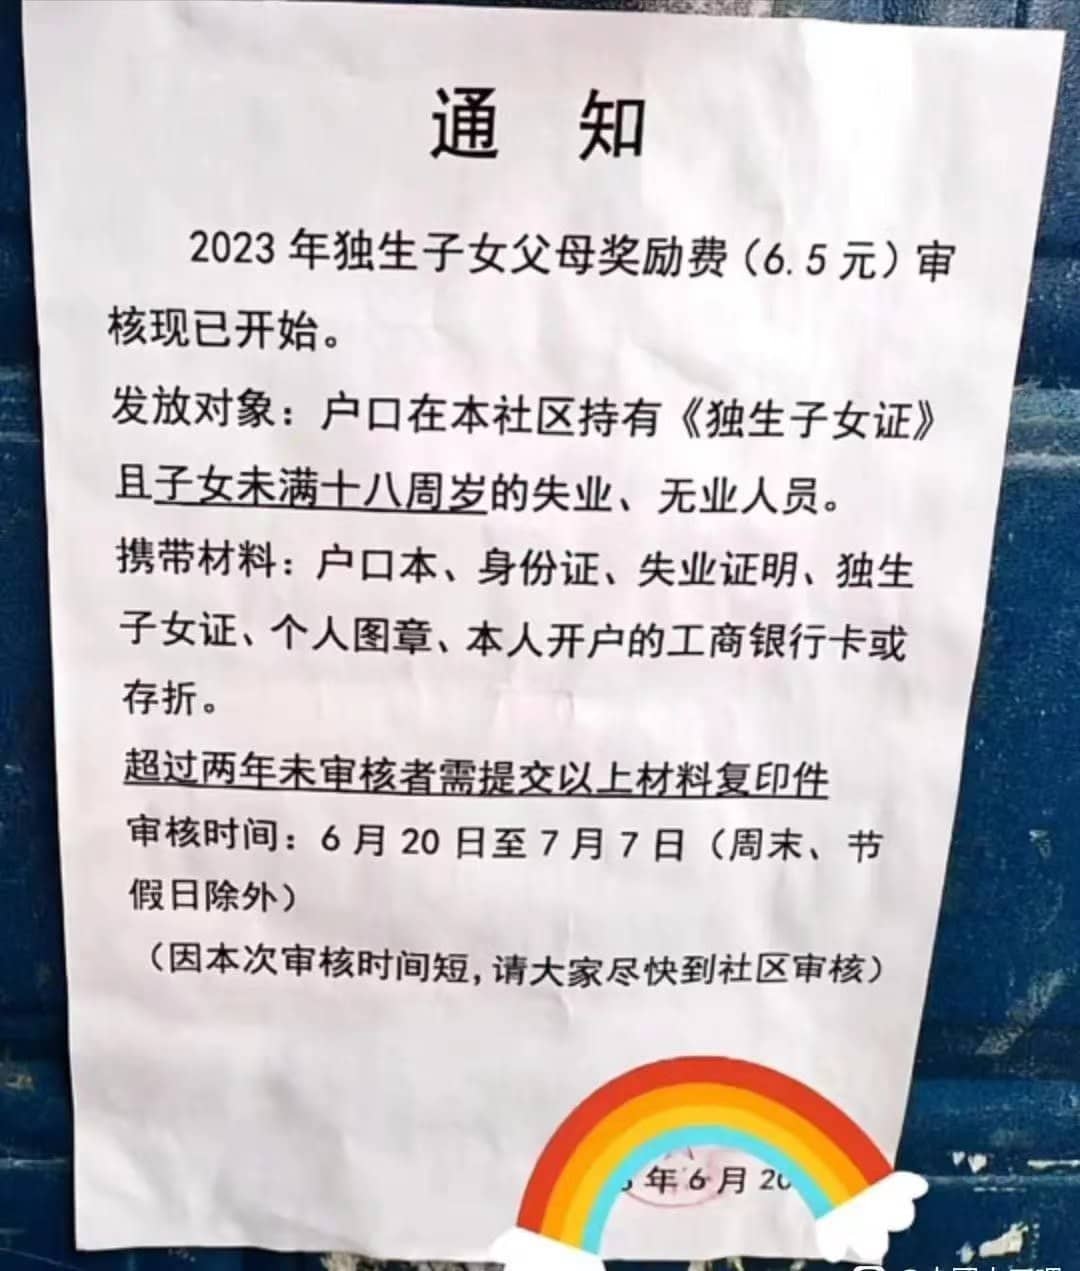 通 知
2023 年独生子女父母奖励费（6.5 元）审
核现已开始。
发放对象：户口在本社区持有《独生子女证》
且子女未满十八周岁的失业、无业人员。
携带材料：户口本、身份证、失业证明、独生
子女证、个人图章、本人开户的工商银行卡或
存折。
超过两年未审核者需提交以上材料复印件
审核时间：6 月 20 日至 7 月 7 日（周末、节
假日除外）
（因本次审核时间短,请大家尽快到社区审核）
年 6 月 20